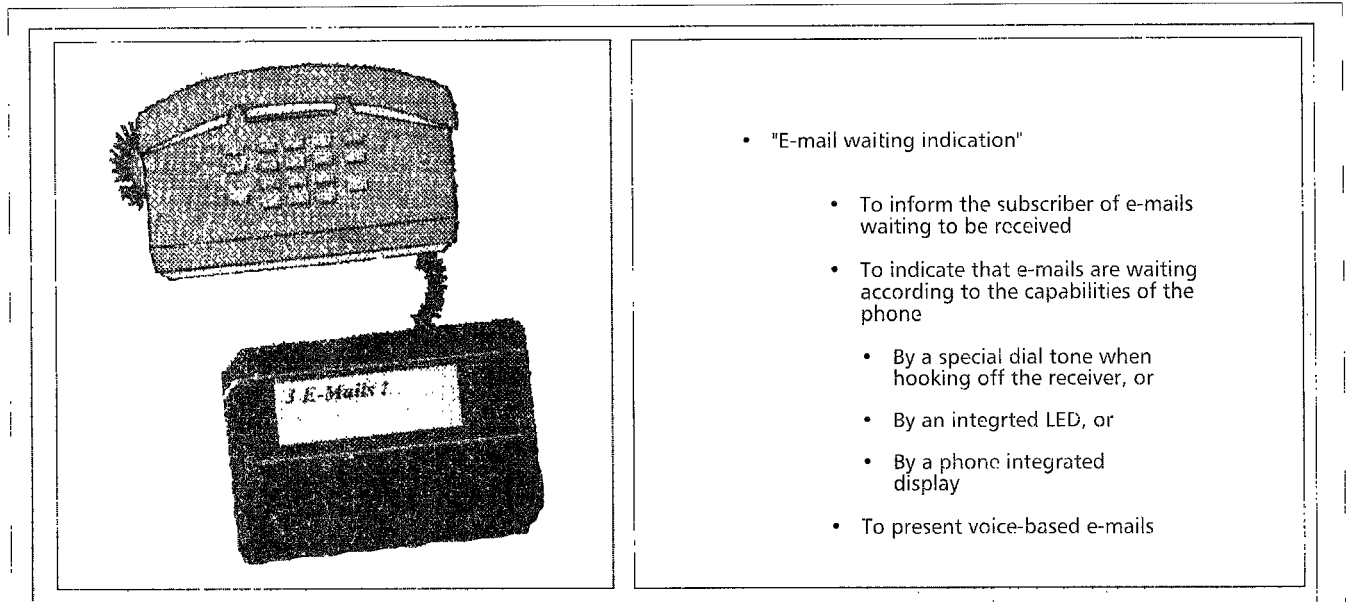 3 E-Mails !
• "E-mail waiting indication"
• To inform the subscriber of e-mails
waiting to be received
• To indicate that e-mails are waiting
according to the capabilities of the
phone
• By a special dial tone when
hooking off the receiver, or
• By an integrted LED, or
• By a phone integrated
display
• To present voice-based e-mails